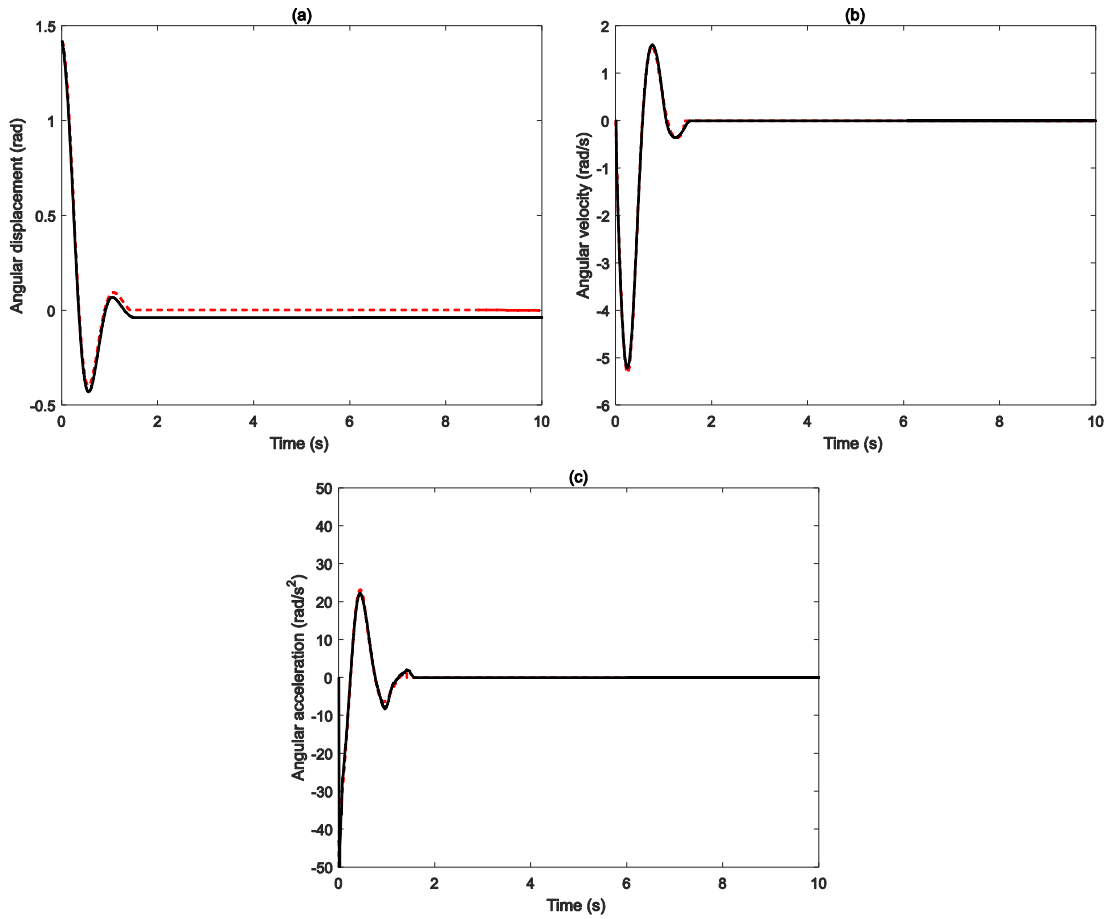 (a)
1.5
1
0.5
0
-0.5
Angular displacement (rad)
0 2 4 6 8 10
Time (s)
(b)
2
1
0
-1
-2
-3
-4
-5
-6
Angular velocity (rad/s)
0 2 4 6 8 10
Time (s)
(c)
50
40
30
20
10
0
-10
-20
-30
-40
-50
Angular acceleration (rad/s²)
0 2 4 6 8 10
Time (s)